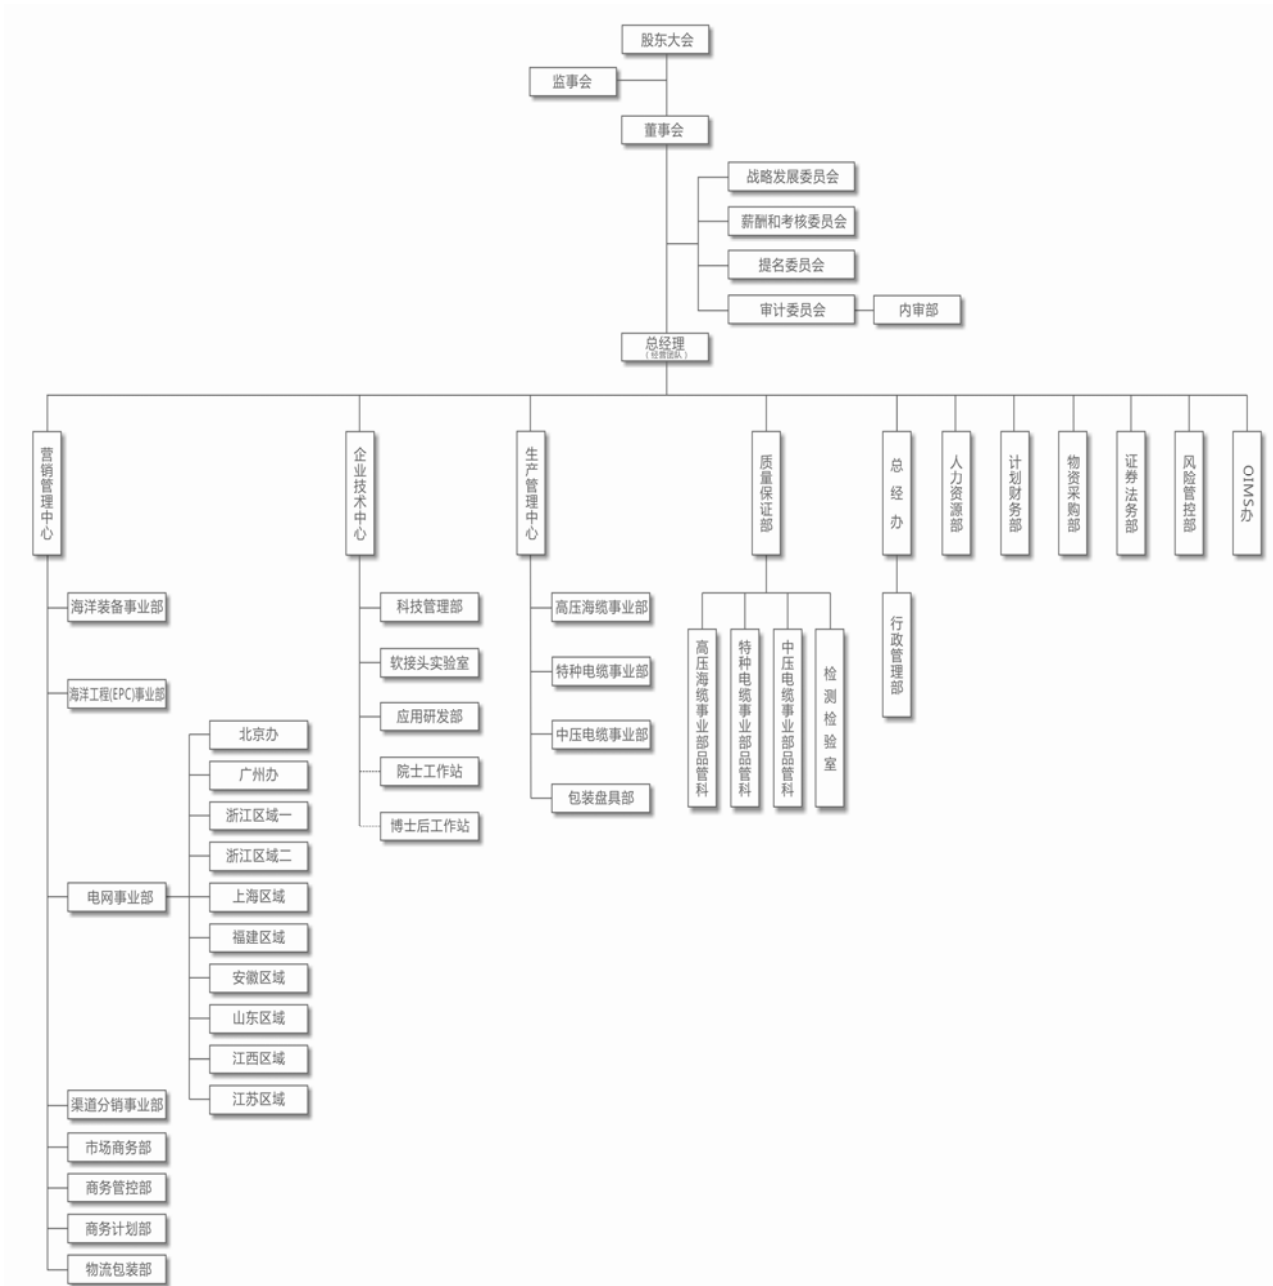 股东大会
监事会
董事会
战略发展委员会
薪酬和考核委员会
提名委员会
审计委员会
内审部
总经理
(经营团队)
营销管理中心
企业技术中心
生产管理中心
质量保证部
总经办
人力资源部
计划财务部
物资采购部
证券法务部
风险管控部
OIMS办
海洋装备事业部
海洋工程(EPC)事业部
电网事业部
北京办
广州办
浙江区域一
浙江区域二
上海区域
福建区域
安徽区域
山东区域
江西区域
江苏区域
渠道分销事业部
市场商务部
商务管控部
商务计划部
物流包装部
科技管理部
软接头实验室
应用研发部
院士工作站
博士后工作站
高压海缆事业部
特种电缆事业部
中压电缆事业部
包装盘具部
高压海缆事业部品管科
特种电缆事业部品管科
中压电缆事业部品管科
检测检验室
行政管理部